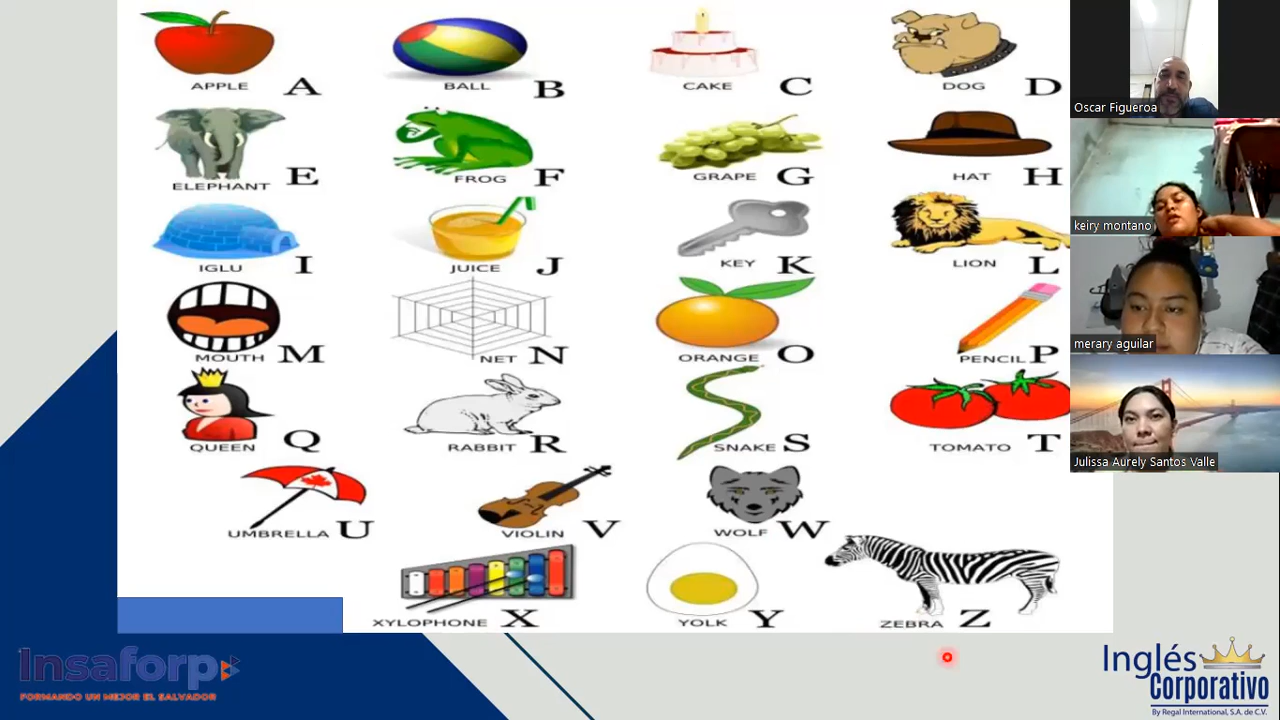 APPLE A
BALL B
CAKE C
DOG D
ELEPHANT E
FROG F
GRAPE G
HAT H
IGLU I
JUICE J
KEY K
LION L
MOUTH M
NET N
ORANGE O
PENCIL P
QUEEN Q
RABBIT R
SNAKE S
TOMATO T
UMBRELLA U
VIOLIN V
WOLF W
XYLOPHONE X
YOLK Y
ZEBRA Z
Insaforp
FORMANDO UN MEJOR EL SALVADOR
Inglés
Corporativo
By Regal International, S.A. de C.V.
Oscar Figueroa
keiry montano
merary aguilar
Julissa Aurely Santos Valle